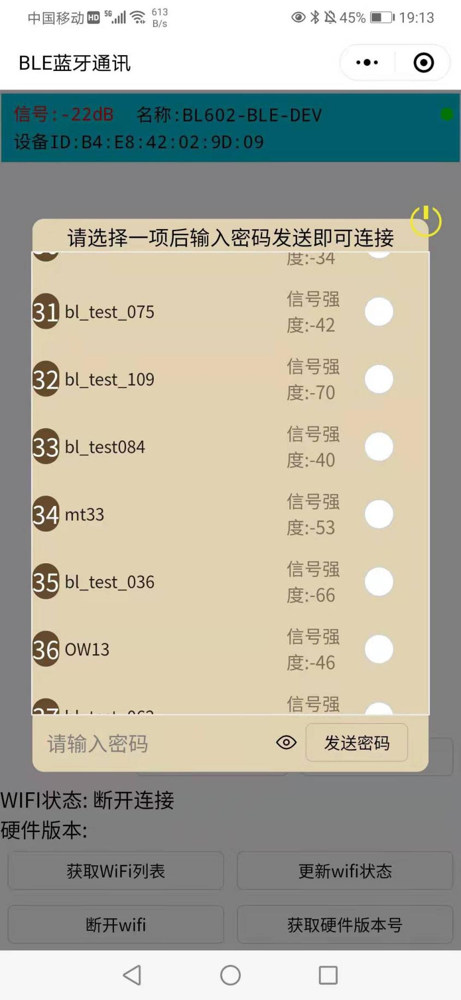 中国移动 HD 5G 613 B/s 45% 19:13
BLE蓝牙通讯
信号:-22dB 名称:BL602-BLE-DEV
设备ID:B4:E8:42:02:9D:09
请选择一项后输入密码发送即可连接
度:-34
31 bl_test_075 信号强
度:-42
32 bl_test_109 信号强
度:-70
33 bl_test084 信号强
度:-40
34 mt33 信号强
度:-53
35 bl_test_036 信号强
度:-66
36 OW13 信号强
度:-46
信号强
请输入密码 发送密码
WIFI状态: 断开连接
硬件版本:
获取WiFi列表 更新wifi状态
断开wifi 获取硬件版本号